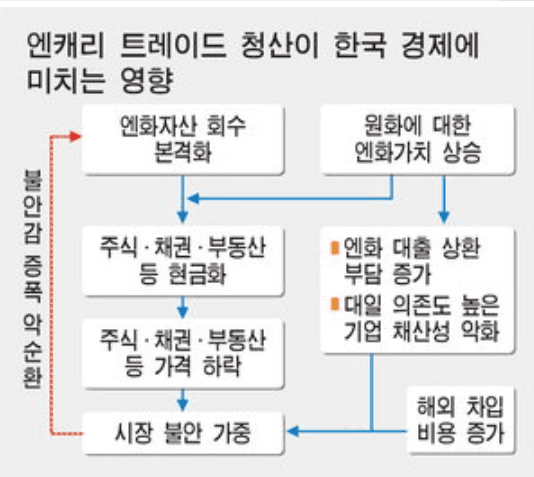 엔캐리 트레이드 청산이 한국 경제에
미치는 영향
엔화자산 회수
본격화
원화에 대한
엔화가치 상승
불안감 증폭 악순환
주식·채권·부동산
등 현금화
엔화 대출 상환
부담 증가
대일 의존도 높은
기업 채산성 악화
주식·채권·부동산
등 가격 하락
시장 불안 가중
해외 차입
비용 증가